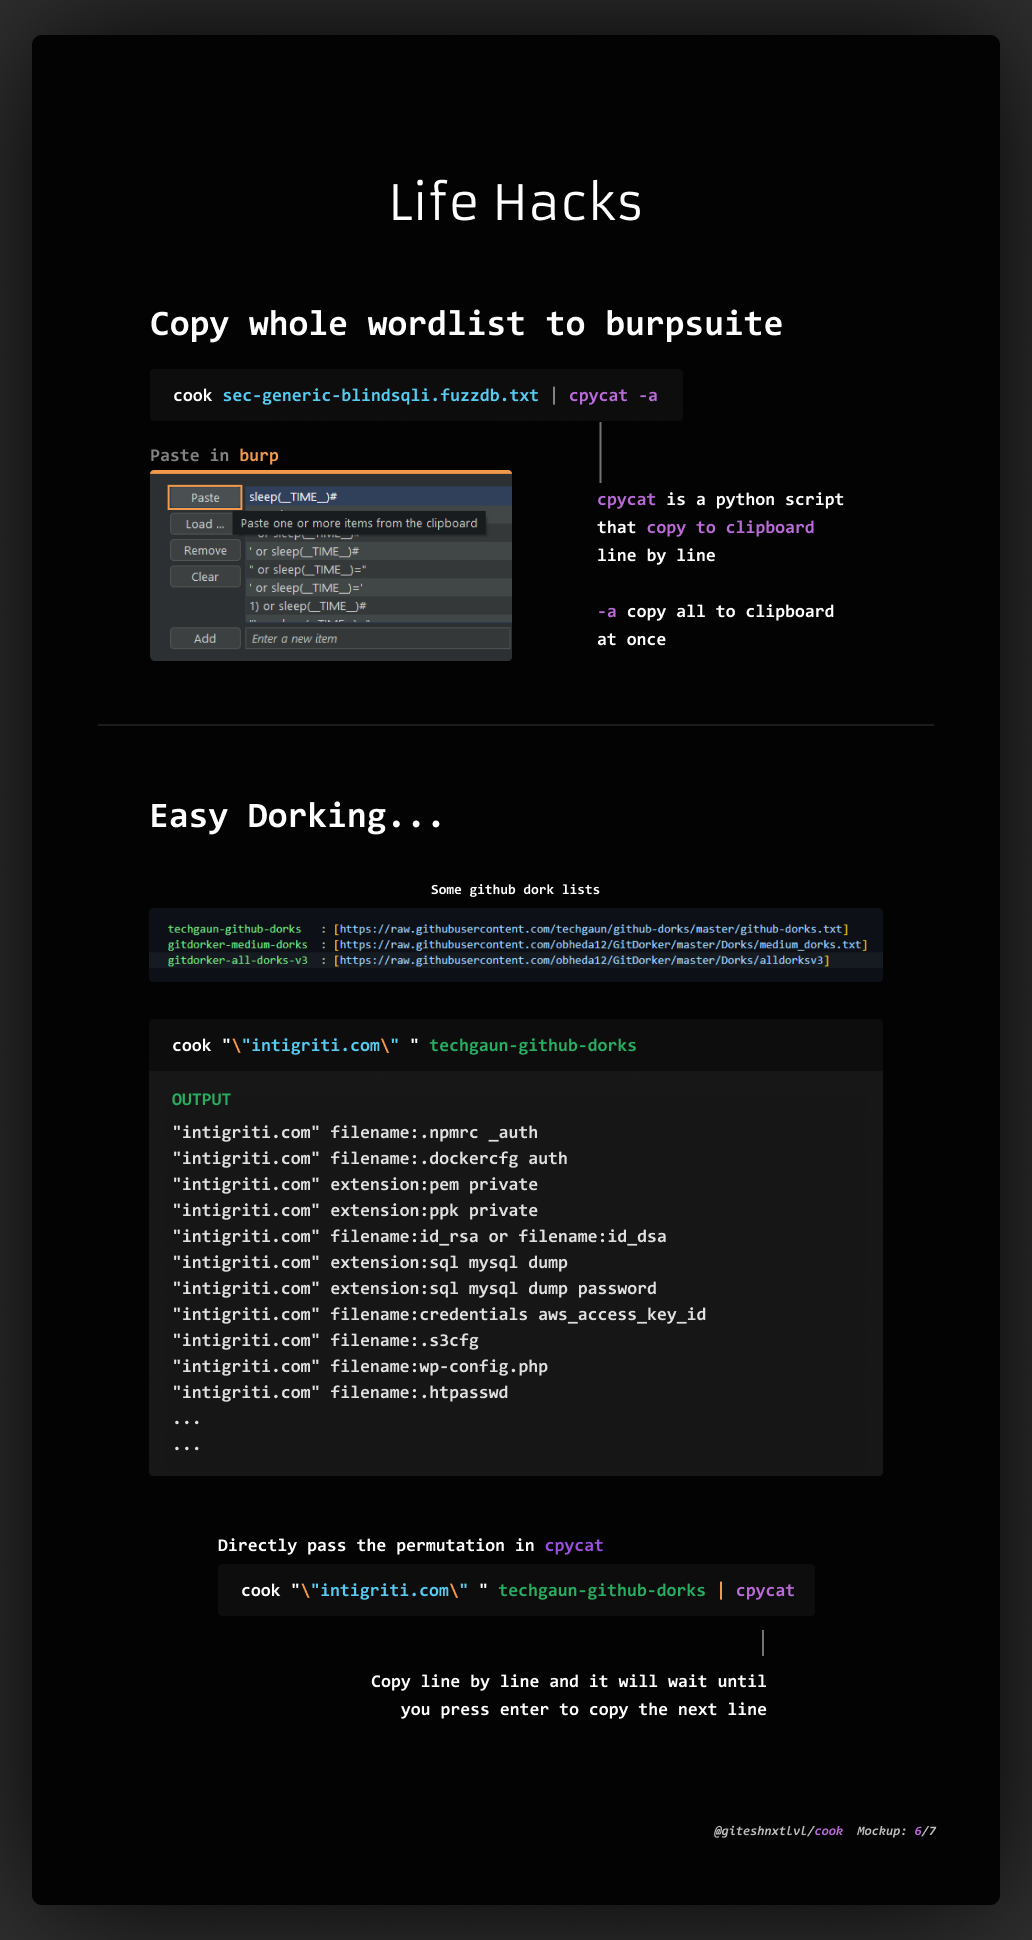 Life Hacks
Copy whole wordlist to burpsuite
cook sec-generic-blindsqli.fuzzdb.txt | cpycat -a
Paste in burp
Paste
Load ...
Remove
Clear
Add
sleep(__TIME__)#
Paste one or more items from the clipboard
' or sleep(__TIME__)#
" or sleep(__TIME__)="
' or sleep(__TIME__)='
1) or sleep(__TIME__)#
Enter a new item
cpycat is a python script
that copy to clipboard
line by line
-a copy all to clipboard
at once
Easy Dorking...
Some github dork lists
techgaun-github-dorks : [https://raw.githubusercontent.com/techgaun/github-dorks/master/github-dorks.txt]
gitdorker-medium-dorks : [https://raw.githubusercontent.com/obheda12/GitDorker/master/Dorks/medium_dorks.txt]
gitdorker-all-dorks-v3 : [https://raw.githubusercontent.com/obheda12/GitDorker/master/Dorks/alldorksv3]
cook "\"intigriti.com\" " techgaun-github-dorks
OUTPUT
"intigriti.com" filename:.npmrc _auth
"intigriti.com" filename:.dockercfg auth
"intigriti.com" extension:pem private
"intigriti.com" extension:ppk private
"intigriti.com" filename:id_rsa or filename:id_dsa
"intigriti.com" extension:sql mysql dump
"intigriti.com" extension:sql mysql dump password
"intigriti.com" filename:credentials aws_access_key_id
"intigriti.com" filename:.s3cfg
"intigriti.com" filename:wp-config.php
"intigriti.com" filename:.htpasswd
...
...
Directly pass the permutation in cpycat
cook "\"intigriti.com\" " techgaun-github-dorks | cpycat
Copy line by line and it will wait until
you press enter to copy the next line
@giteshnxtlvl/cook Mockup: 6/7